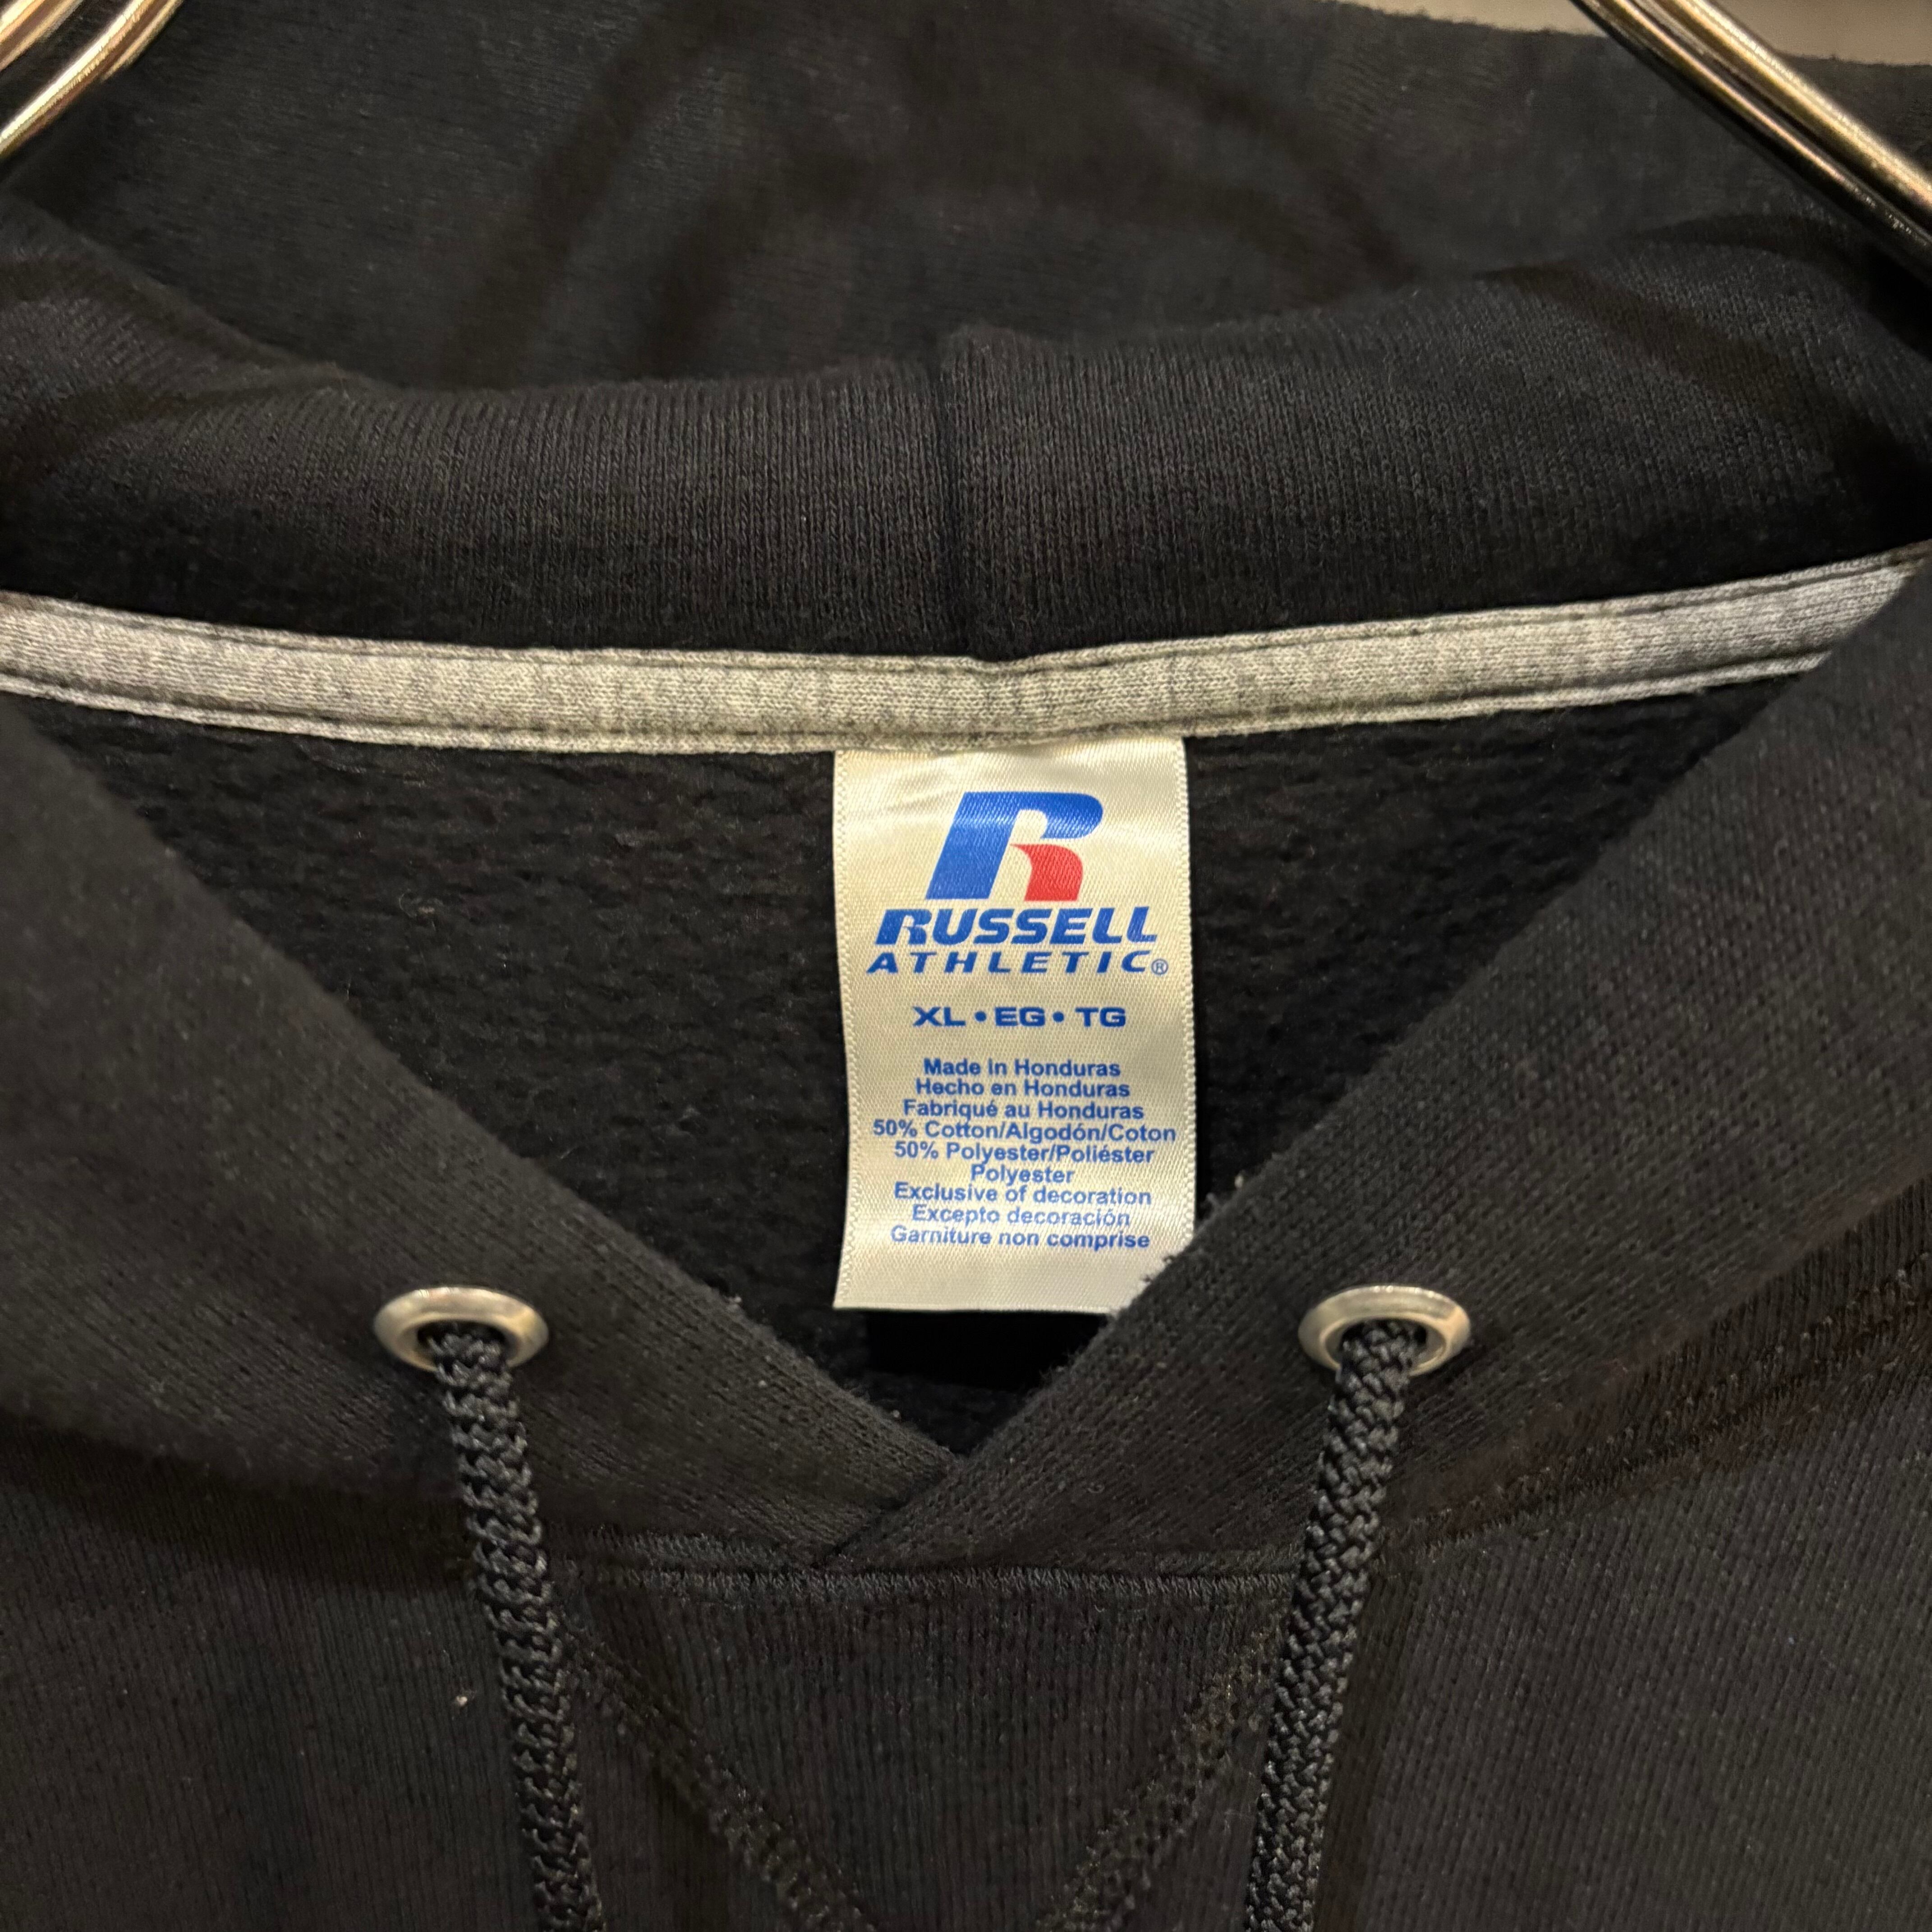 R
RUSSELL
ATHLETIC®
XL • EG • TG
Made in Honduras
Hecho en Honduras
Fabriqué au Honduras
50% Cotton/Algodón/Coton
50% Polyester/Poliéster
Polyester
Exclusive of decoration
Excepto decoración
Garniture non comprise